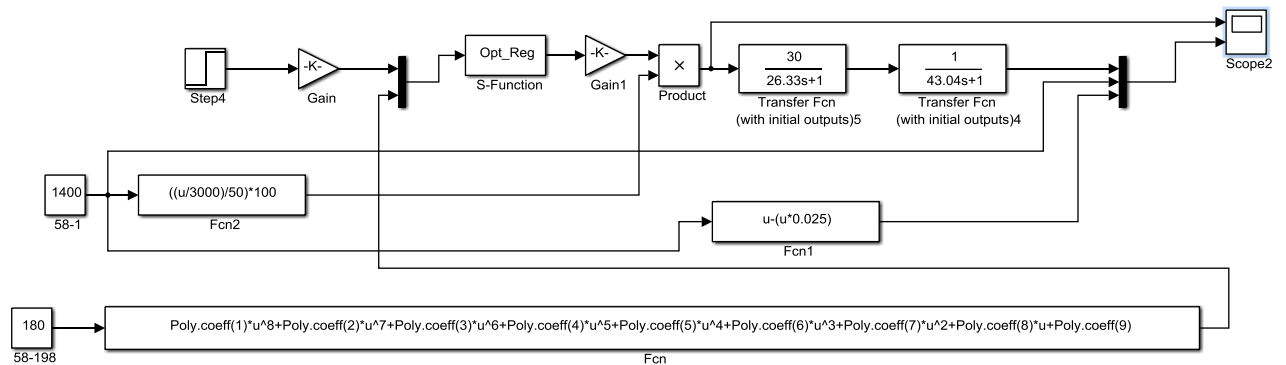 Step4
-K-
Gain
Opt_Reg
S-Function
-K-
Gain1
×
Product
30
26.33s+1
Transfer Fcn
(with initial outputs)5
1
43.04s+1
Transfer Fcn
(with initial outputs)4
Scope2
1400
58-1
((u/3000)/50)*100
Fcn2
u-(u*0.025)
Fcn1
180
58-198
Poly.coeff(1)*u^8+Poly.coeff(2)*u^7+Poly.coeff(3)*u^6+Poly.coeff(4)*u^5+Poly.coeff(5)*u^4+Poly.coeff(6)*u^3+Poly.coeff(7)*u^2+Poly.coeff(8)*u+Poly.coeff(9)
Fcn